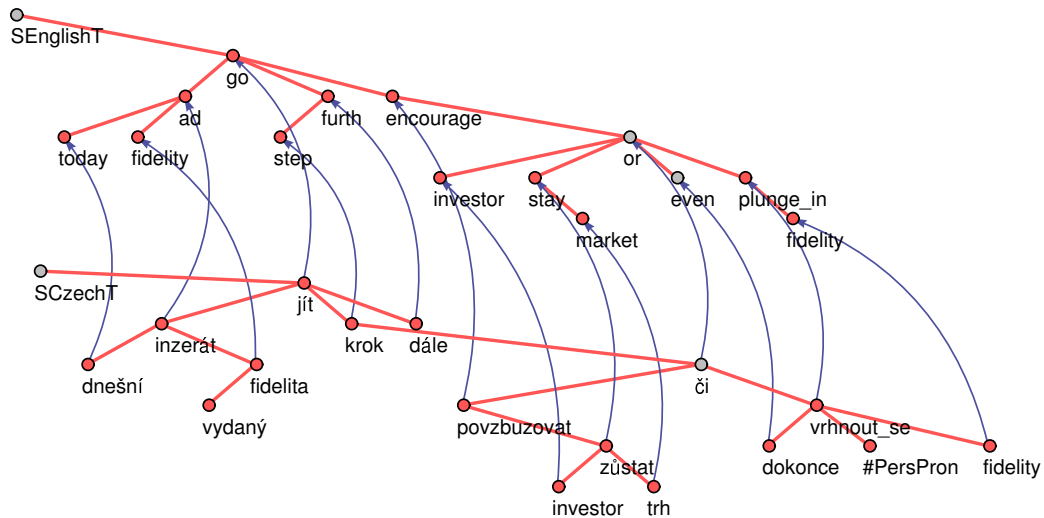 SEnglishT
go
ad furth encourage
today fidelity step or
investor stay even plunge_in
market fidelity
SCzechT
jít
inzerát krok dále
dnešní fidelita či
vydaný povzbuzovat vrhnout_se
zůstat dokonce #PersPron fidelity
investor trh